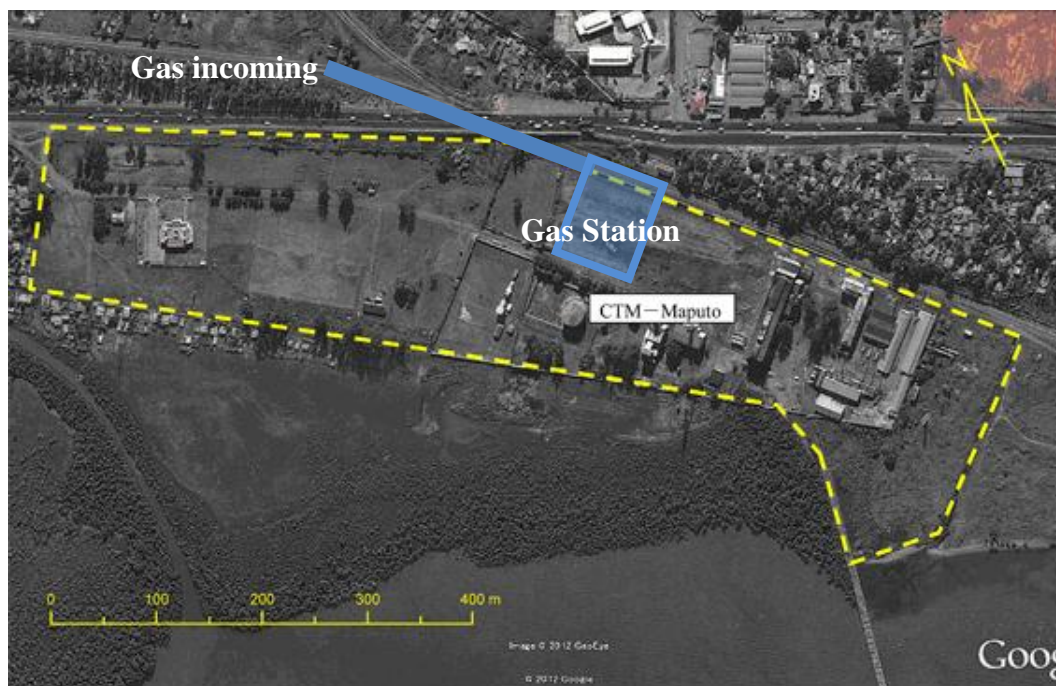 Gas incoming
N
Gas Station
CTM－Maputo
0 100 200 300 400 m
Image © 2012 GeoEye
© 2012 Google
Goog